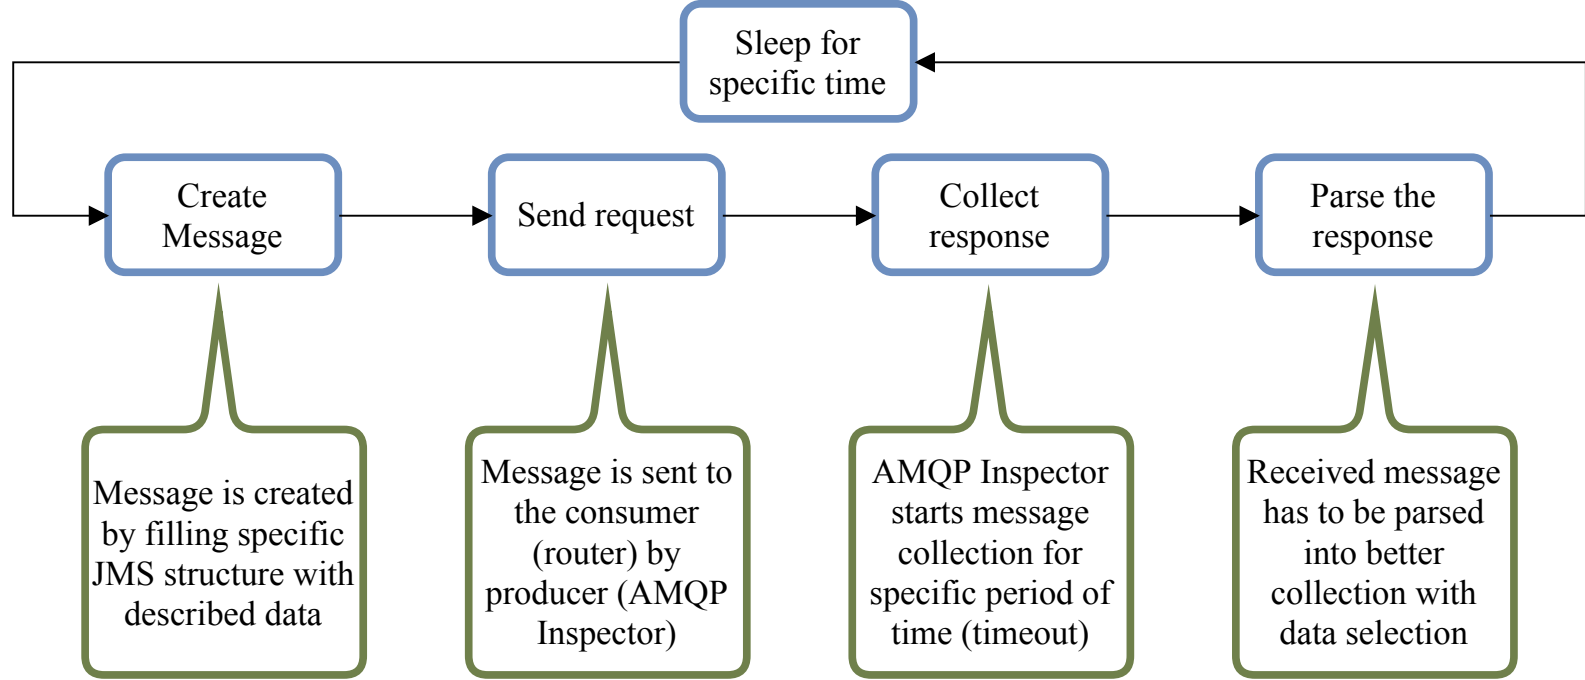 Sleep for
specific time
Create
Message
Send request
Collect
response
Parse the
response
Message is created
by filling specific
JMS structure with
described data
Message is sent to
the consumer
(router) by
producer (AMQP
Inspector)
AMQP Inspector
starts message
collection for
specific period of
time (timeout)
Received message
has to be parsed
into better
collection with
data selection